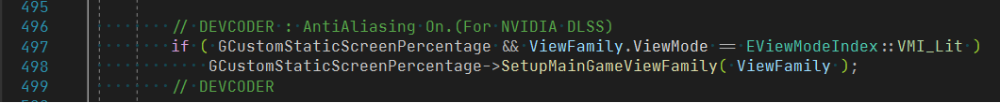 495
496 // DEVCODER : AntiAliasing On.(For NVIDIA DLSS)
497 if ( GCustomStaticScreenPercentage && ViewFamily.ViewMode == EViewModeIndex::VMI_Lit )
498 GCustomStaticScreenPercentage->SetupMainGameViewFamily( ViewFamily );
499 // DEVCODER